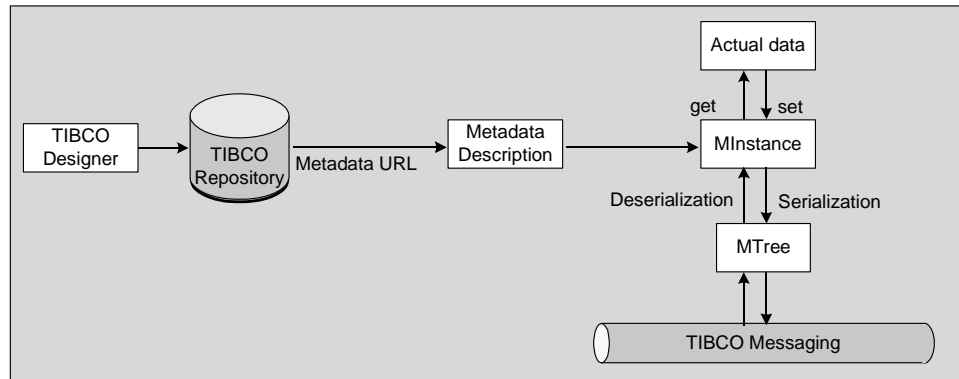 Actual data
get
set
TIBCO
Designer
TIBCO
Repository
Metadata URL
Metadata
Description
MInstance
Deserialization
Serialization
MTree
TIBCO Messaging